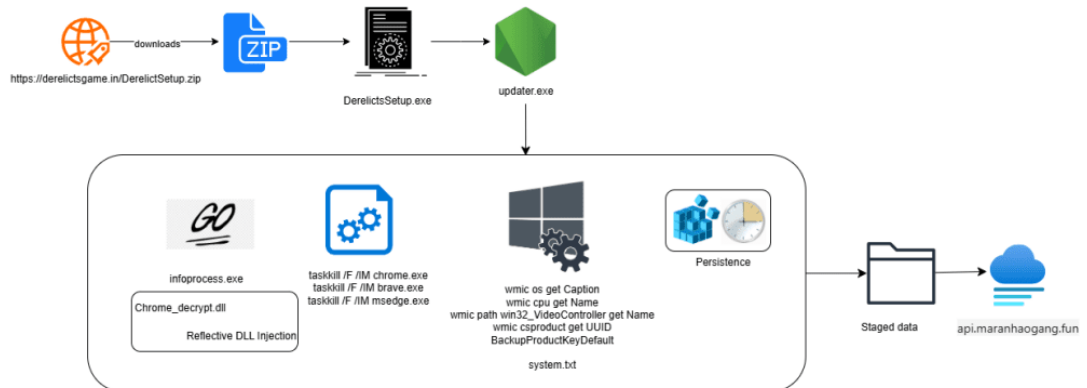 downloads
ZIP
https://derelictsgame.in/DerelictSetup.zip
DerelictsSetup.exe
updater.exe
GO
infoprocess.exe
Chrome_decrypt.dll
Reflective DLL Injection
taskkill /F /IM chrome.exe
taskkill /F /IM brave.exe
taskkill /F /IM msedge.exe
wmic os get Caption
wmic cpu get Name
wmic path win32_VideoController get Name
wmic csproduct get UUID
BackupProductKeyDefault
system.txt
Persistence
Staged data
api.maranhaogang.fun